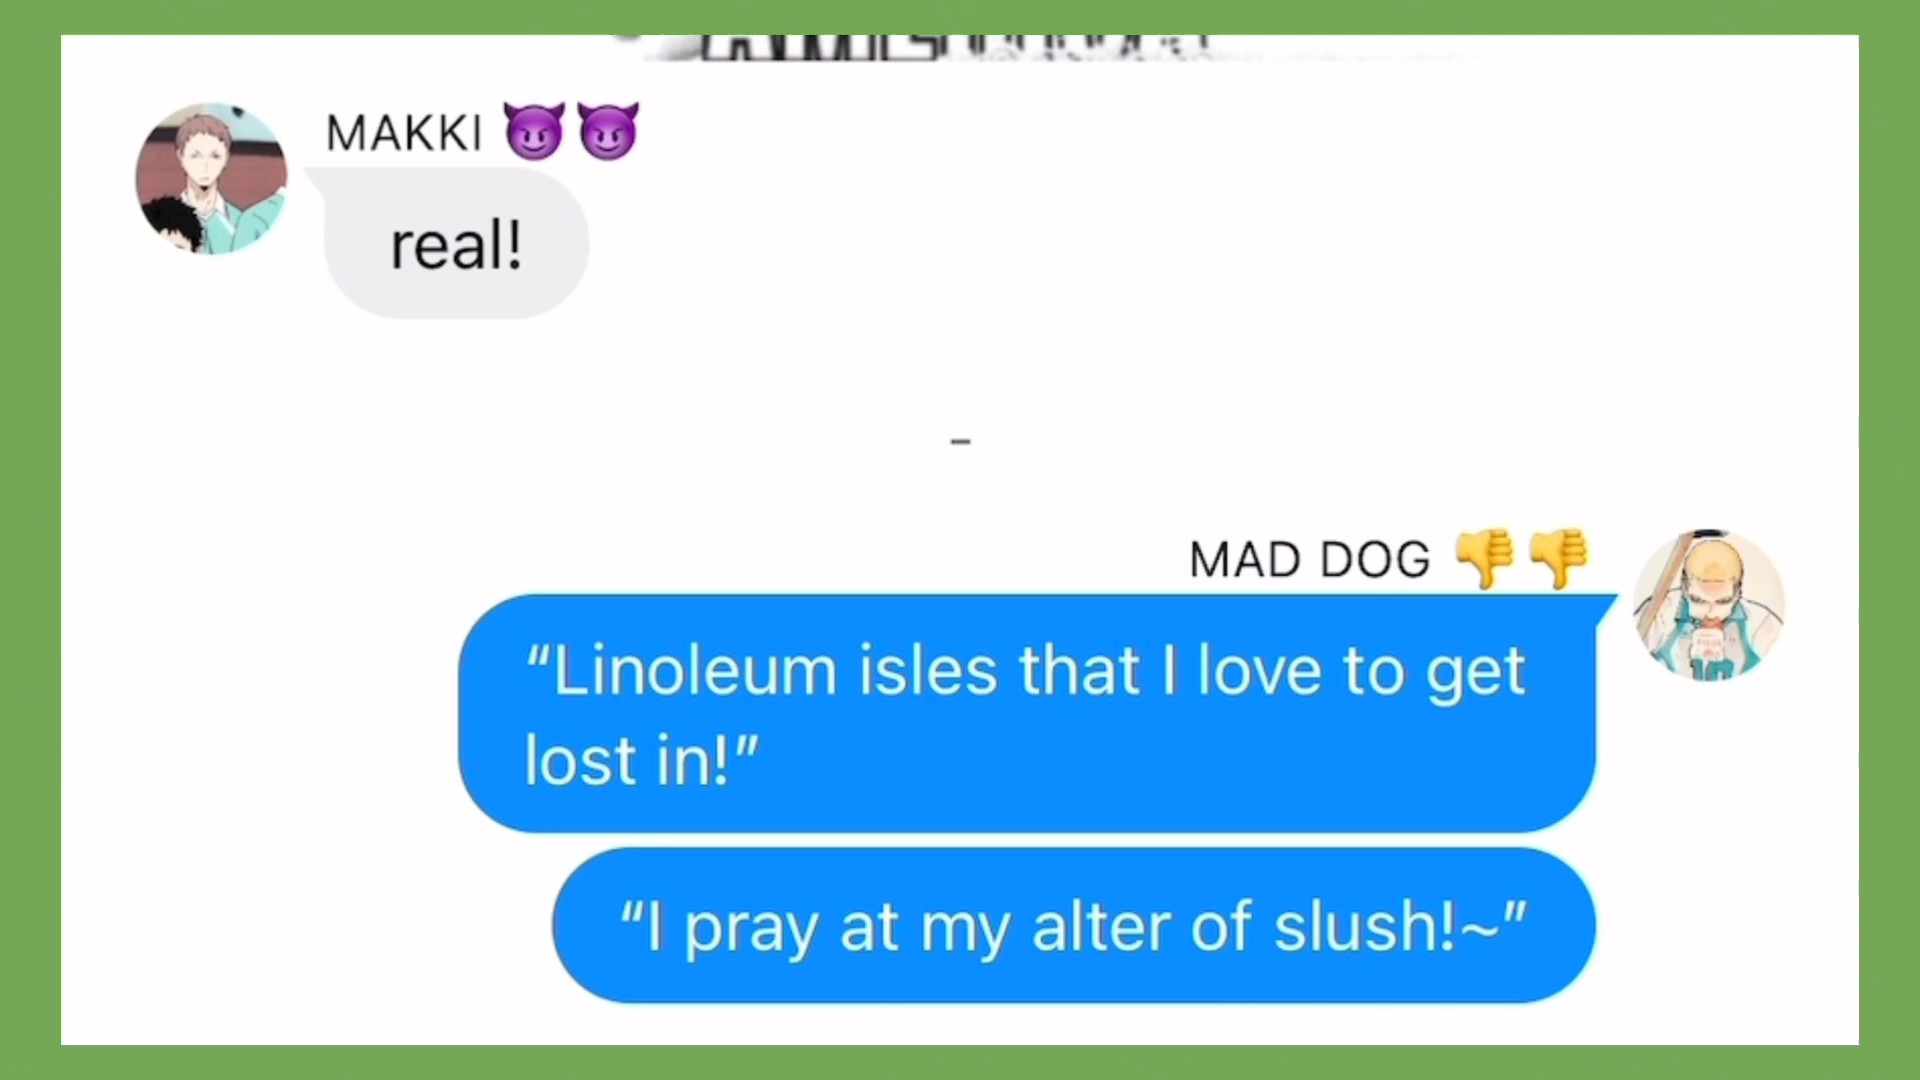 MAKKI 😈😈
real!
-
MAD DOG 👎👎
“Linoleum isles that I love to get
lost in!”
“I pray at my alter of slush!~”